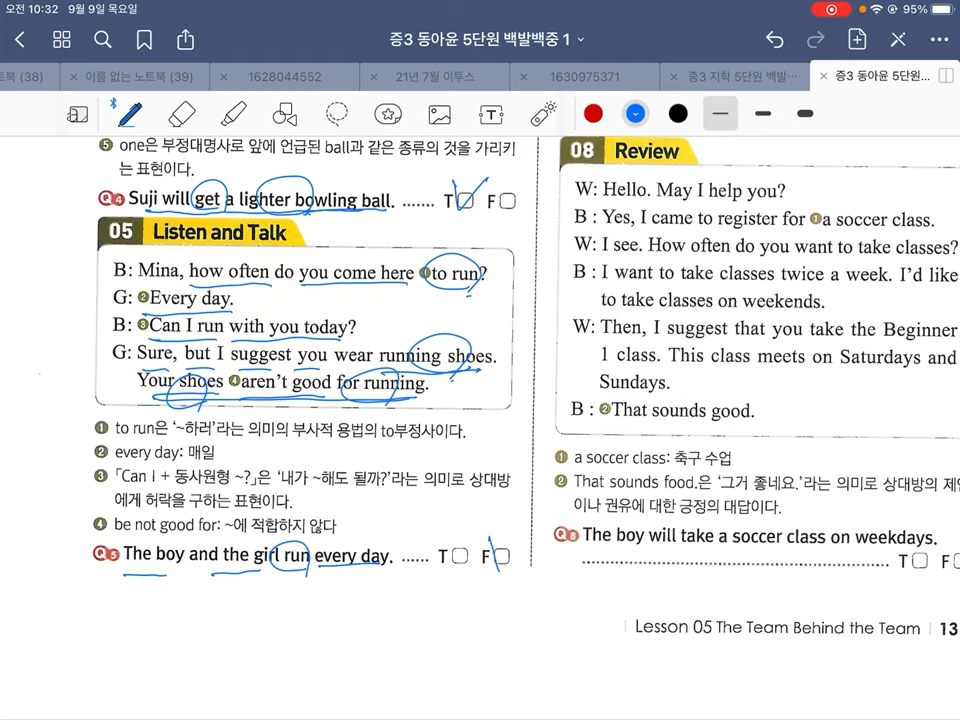 오전 10:32 9월 9일 목요일
95%
증3 동아윤 5단원 백발백중 1
트북 (38)
이름 없는 노트북 (39)
1628044552
21년 7월 이투스
1630975371
중3 지학 5단원 백발···
증3 동아윤 5단원...
5 one은 부정대명사로 앞에 언급된 ball과 같은 종류의 것을 가리키
는 표현이다.
Q4 Suji will get a lighter bowling ball. ....... T F
05 Listen and Talk
B: Mina, how often do you come here 1 to run?
G: 2 Every day.
B: 3 Can I run with you today?
G: Sure, but I suggest you wear running shoes.
Your shoes 4 aren't good for running.
1 to run은 '~하러'라는 의미의 부사적 용법의 to부정사이다.
2 every day: 매일
3 「Can I + 동사원형 ~?」은 '내가 ~해도 될까?'라는 의미로 상대방
에게 허락을 구하는 표현이다.
4 be not good for: ~에 적합하지 않다
Q5 The boy and the girl run every day. ...... T F
08 Review
W: Hello. May I help you?
B : Yes, I came to register for 1 a soccer class.
W: I see. How often do you want to take classes?
B : I want to take classes twice a week. I'd like
to take classes on weekends.
W: Then, I suggest that you take the Beginner
1 class. This class meets on Saturdays and
Sundays.
B : 2 That sounds good.
1 a soccer class: 축구 수업
2 That sounds food.은 '그거 좋네요.'라는 의미로 상대방의 제안
이나 권유에 대한 긍정의 대답이다.
Q8 The boy will take a soccer class on weekdays.
T F
Lesson 05 The Team Behind the Team 13